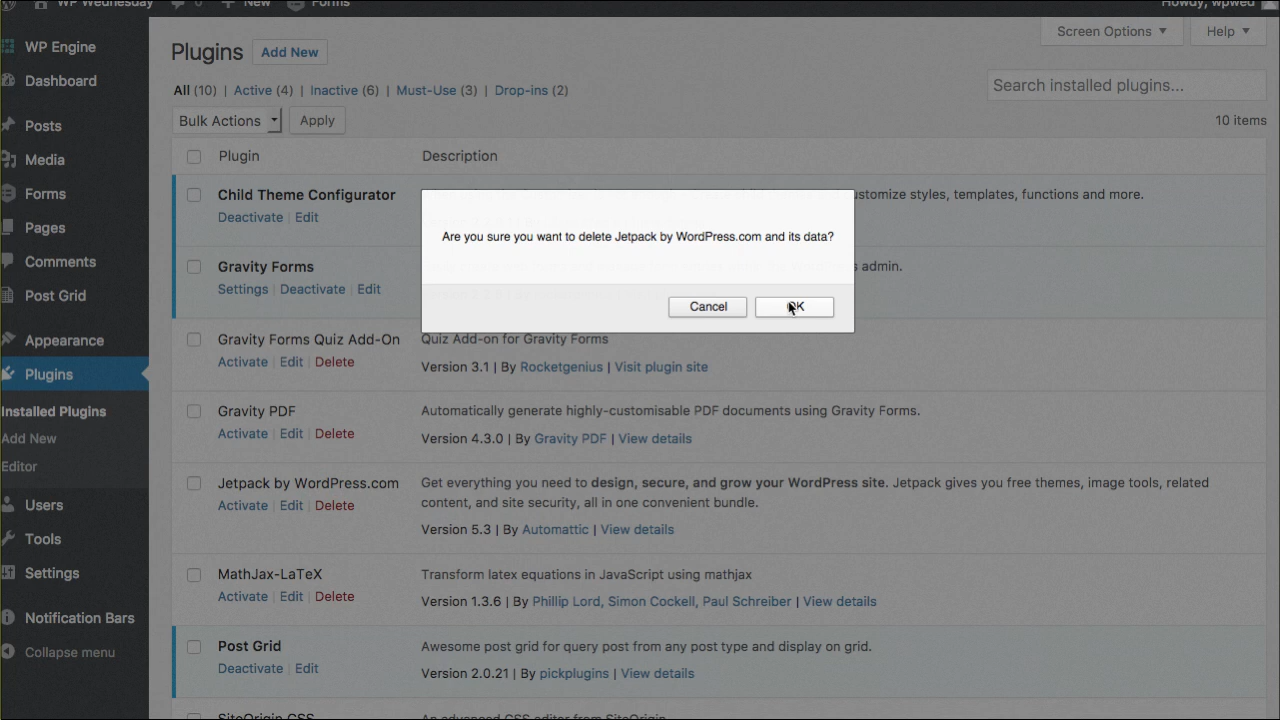 WP Wednesday
New
Forms
Howdy, wpwed
WP Engine
Dashboard
Posts
Media
Forms
Pages
Comments
Post Grid
Appearance
Plugins
Installed Plugins
Add New
Editor
Users
Tools
Settings
Notification Bars
Collapse menu
Screen Options
Help
Plugins Add New
All (10) | Active (4) | Inactive (6) | Must-Use (3) | Drop-ins (2)
Search installed plugins...
Bulk Actions Apply
10 items
Plugin Description
Child Theme Configurator
ustomize styles, templates, functions and more.
Deactivate | Edit
Gravity Forms
admin.
Settings | Deactivate | Edit
Are you sure you want to delete Jetpack by WordPress.com and its data?
Cancel OK
Gravity Forms Quiz Add-On
Quiz Add-on for Gravity Forms
Activate | Edit | Delete
Version 3.1 | By Rocketgenius | Visit plugin site
Gravity PDF
Automatically generate highly-customisable PDF documents using Gravity Forms.
Activate | Edit | Delete
Version 4.3.0 | By Gravity PDF | View details
Jetpack by WordPress.com
Get everything you need to design, secure, and grow your WordPress site. Jetpack gives you free themes, image tools, related
content, and site security, all in one convenient bundle.
Activate | Edit | Delete
Version 5.3 | By Automattic | View details
MathJax-LaTeX
Transform latex equations in JavaScript using mathjax
Activate | Edit | Delete
Version 1.3.6 | By Phillip Lord, Simon Cockell, Paul Schreiber | View details
Post Grid
Awesome post grid for query post from any post type and display on grid.
Deactivate | Edit
Version 2.0.21 | By pickplugins | View details
SiteOrigin CSS
An advanced CSS editor from SiteOrigin